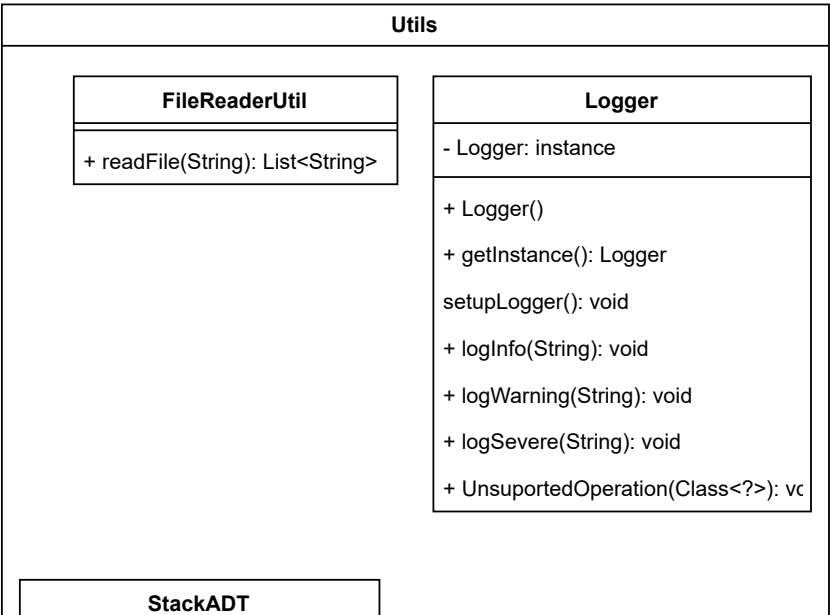 Utils
FileReaderUtil
+ readFile(String): List<String>
Logger
- Logger: instance
+ Logger()
+ getInstance(): Logger
setupLogger(): void
+ logInfo(String): void
+ logWarning(String): void
+ logSevere(String): void
+ UnsuportedOperation(Class<?>):
StackADT